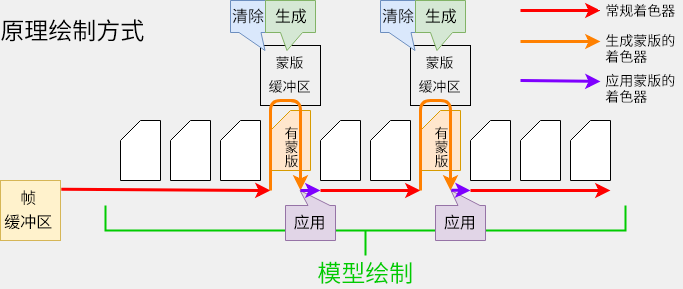 原理绘制方式
清除
生成
清除
生成
常规着色器
生成蒙版的
着色器
应用蒙版的
着色器
蒙版
缓冲区
蒙版
缓冲区
有
蒙
版
有
蒙
版
帧
缓冲区
应用
应用
模型绘制